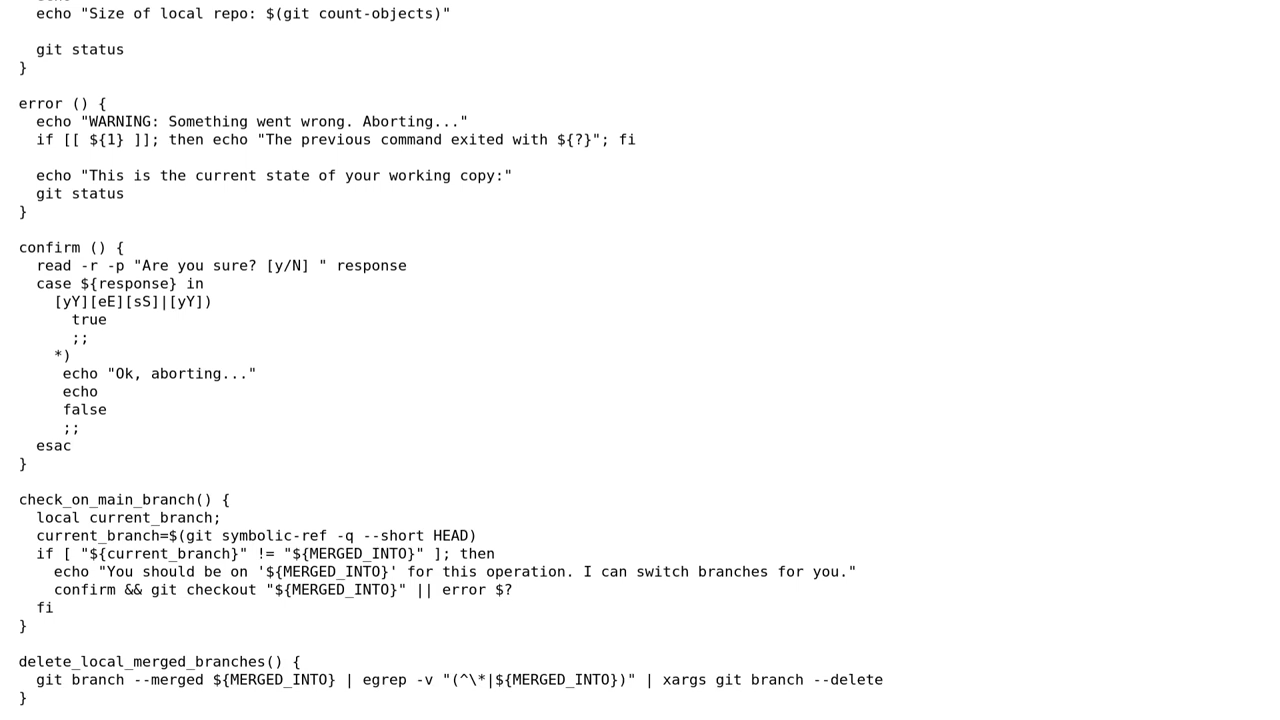 echo "Size of local repo: $(git count-objects)"

  git status
}

error () {
  echo "WARNING: Something went wrong. Aborting..."
  if [[ ${1} ]]; then echo "The previous command exited with ${?}"; fi

  echo "This is the current state of your working copy:"
  git status
}

confirm () {
  read -r -p "Are you sure? [y/N] " response
  case ${response} in
    [yY][eE][sS]|[yY])
      true
      ;;
    *)
     echo "Ok, aborting..."
     echo
     false
     ;;
  esac
}

check_on_main_branch() {
  local current_branch;
  current_branch=$(git symbolic-ref -q --short HEAD)
  if [ "${current_branch}" != "${MERGED_INTO}" ]; then
    echo "You should be on '${MERGED_INTO}' for this operation. I can switch branches for you."
    confirm && git checkout "${MERGED_INTO}" || error $?
  fi
}

delete_local_merged_branches() {
  git branch --merged ${MERGED_INTO} | egrep -v "(^\*|${MERGED_INTO})" | xargs git branch --delete
}